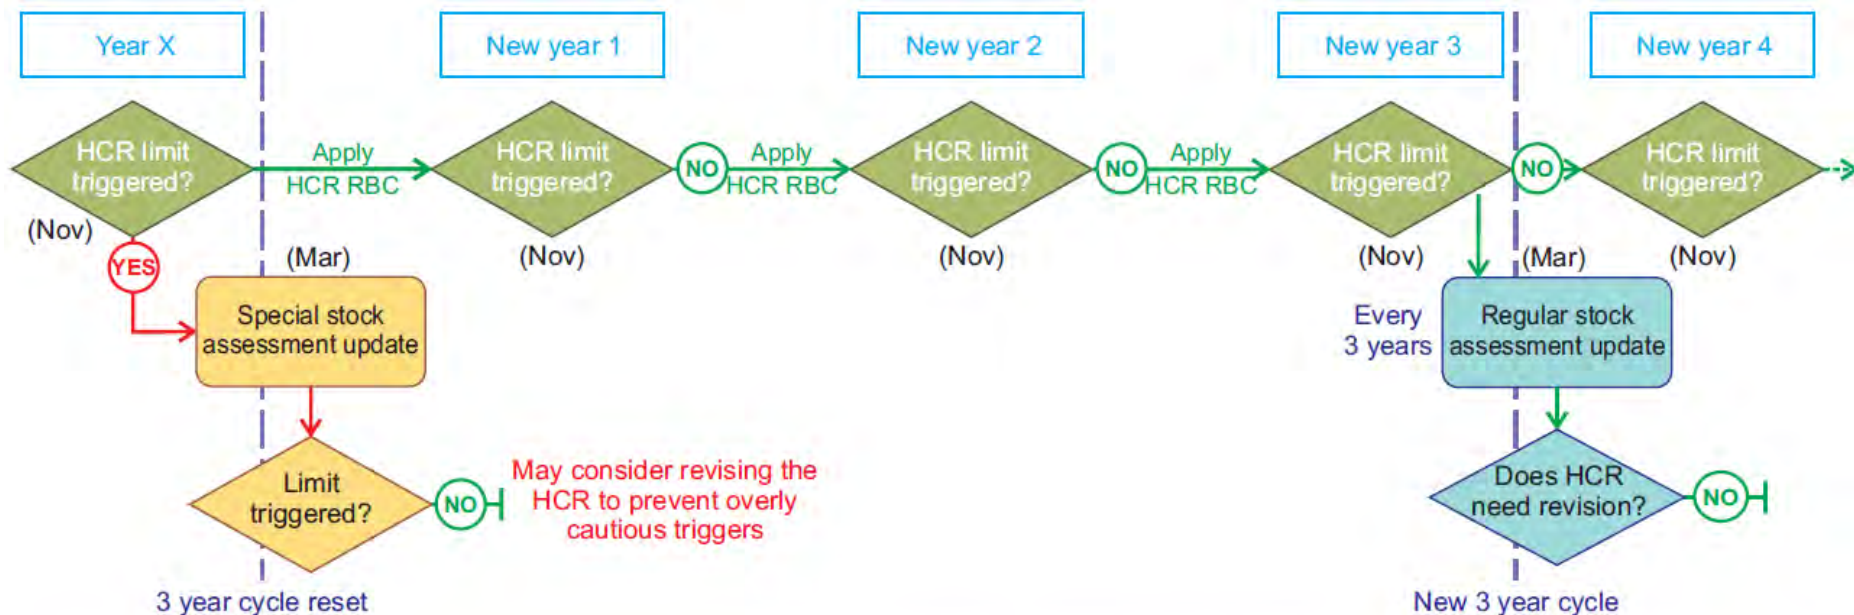 Year X
New year 1
New year 2
New year 3
New year 4
HCR limit
triggered?
Apply
HCR RBC
HCR limit
triggered?
NO
Apply
HCR RBC
HCR limit
triggered?
NO
Apply
HCR RBC
HCR limit
triggered?
NO
HCR limit
triggered?
(Nov)
YES
(Mar)
(Nov)
(Nov)
(Nov)
(Mar)
(Nov)
Special stock
assessment update
Every
3 years
Regular stock
assessment update
Limit
triggered?
NO
May consider revising the
HCR to prevent overly
cautious triggers
Does HCR
need revision?
NO
3 year cycle reset
New 3 year cycle